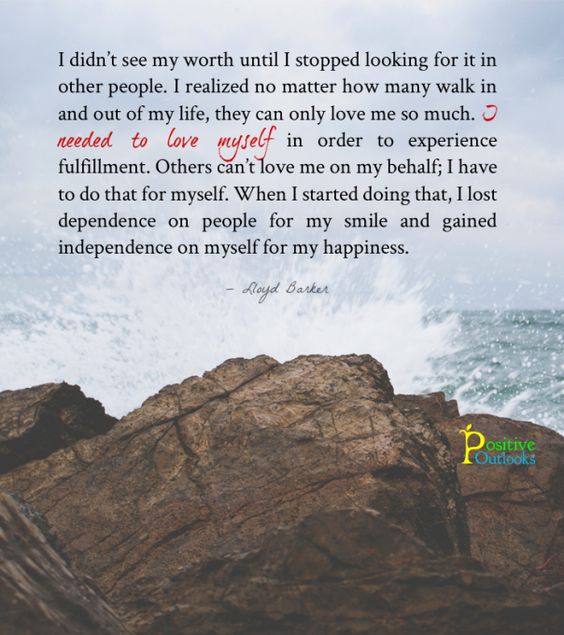 I didn't see my worth until I stopped looking for it in
other people. I realized no matter how many walk in
and out of my life, they can only love me so much. I
needed to love myself in order to experience
fulfillment. Others can't love me on my behalf; I have
to do that for myself. When I started doing that, I lost
dependence on people for my smile and gained
independence on myself for my happiness.
– Lloyd Barker
Positive
Outlooks